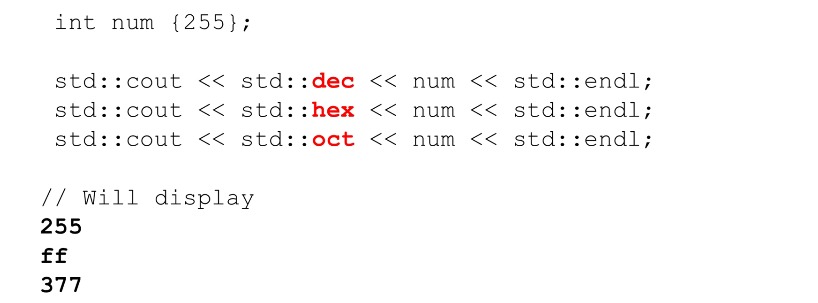 int num {255};
std::cout << std::dec << num << std::endl;
std::cout << std::hex << num << std::endl;
std::cout << std::oct << num << std::endl;
// Will display
255
ff
377